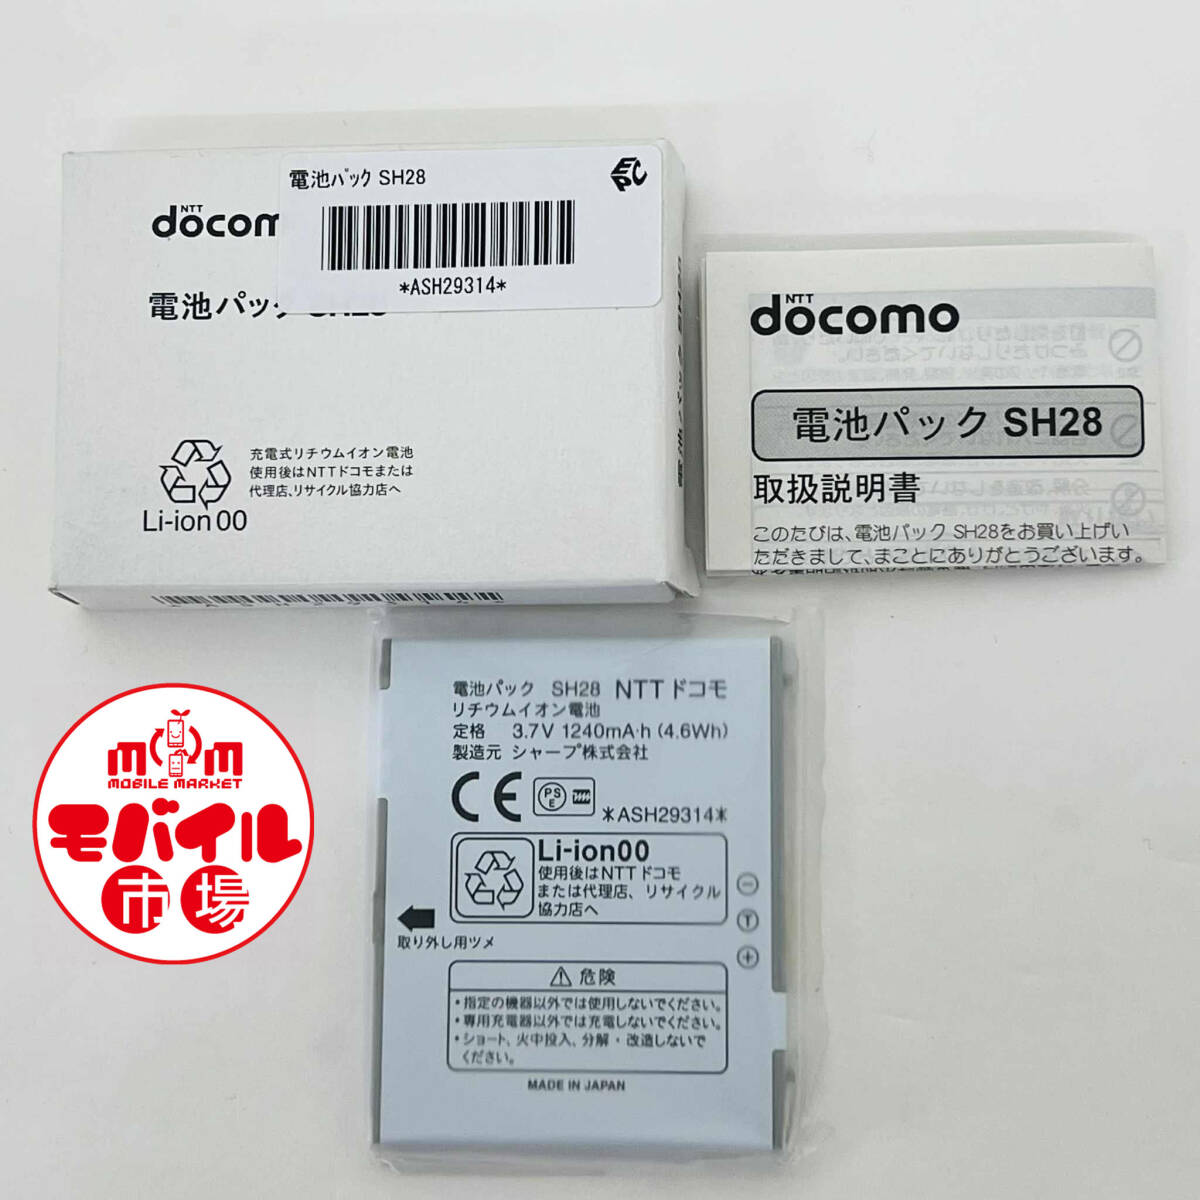 電池パック SH28
EPC
*ASH29314*
NTT
docom
電池パック SH28
充電式リチウムイオン電池
使用後はNTTドコモまたは
代理店、リサイクル協力店へ
Li-ion 00
NTT
docomo
電池パック SH28
取扱説明書
このたびは、電池パック SH28をお買い上げい
ただきまして、まことにありがとうございます。
電池パック SH28 NTTドコモ
リチウムイオン電池
定格 3.7V 1240mA·h (4.6Wh)
製造元 シャープ株式会社
CE
PS
E
*ASH29314*
Li-ion00
使用後はNTTドコモ
または代理店、リサイクル
協力店へ
取り外し用ツメ
− T +
⚠ 危険
・指定の機器以外では使用しないでください。
・専用充電器以外では充電しないでください。
・ショート、火中投入、分解・改造しないで
ください。
MADE IN JAPAN
MOBILE MARKET
モバイル
市場